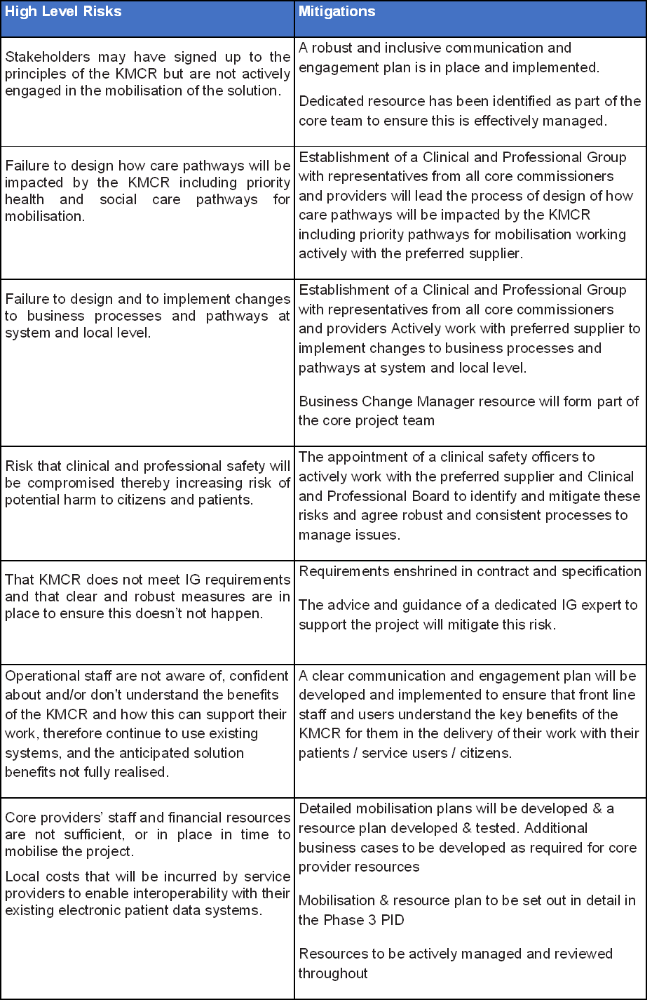 High Level Risks
Mitigations
Stakeholders may have signed up to the
principles of the KMCR but are not actively
engaged in the mobilisation of the solution.
A robust and inclusive communication and
engagement plan is in place and implemented.
Dedicated resource has been identified as part of the
core team to ensure this is effectively managed.
Failure to design how care pathways will be
impacted by the KMCR including priority
health and social care pathways for
mobilisation.
Establishment of a Clinical and Professional Group
with representatives from all core commissioners
and providers will lead the process of design of how
care pathways will be impacted by the KMCR
including priority pathways for mobilisation working
actively with the preferred supplier.
Failure to design and to implement changes
to business processes and pathways at
system and local level.
Establishment of a Clinical and Professional Group
with representatives from all core commissioners
and providers Actively work with preferred supplier to
implement changes to business processes and
pathways at system and local level.
Business Change Manager resource will form part of
the core project team
Risk that clinical and professional safety will
be compromised thereby increasing risk of
potential harm to citizens and patients.
The appointment of a clinical safety officers to
actively work with the preferred supplier and Clinical
and Professional Board to identify and mitigate these
risks and agree robust and consistent processes to
manage issues.
That KMCR does not meet IG requirements
and that clear and robust measures are in
place to ensure this doesn't not happen.
Requirements enshrined in contract and specification
The advice and guidance of a dedicated IG expert to
support the project will mitigate this risk.
Operational staff are not aware of, confident
about and/or don't understand the benefits
of the KMCR and how this can support their
work, therefore continue to use existing
systems, and the anticipated solution
benefits not fully realised.
A clear communication and engagement plan will be
developed and implemented to ensure that front line
staff and users understand the key benefits of the
KMCR for them in the delivery of their work with their
patients / service users / citizens.
Core providers' staff and financial resources
are not sufficient, or in place in time to
mobilise the project.
Local costs that will be incurred by service
providers to enable interoperability with their
existing electronic patient data systems.
Detailed mobilisation plans will be developed & a
resource plan developed & tested. Additional
business cases to be developed as required for core
provider resources
Mobilisation & resource plan to be set out in detail in
the Phase 3 PID
Resources to be actively managed and reviewed
throughout